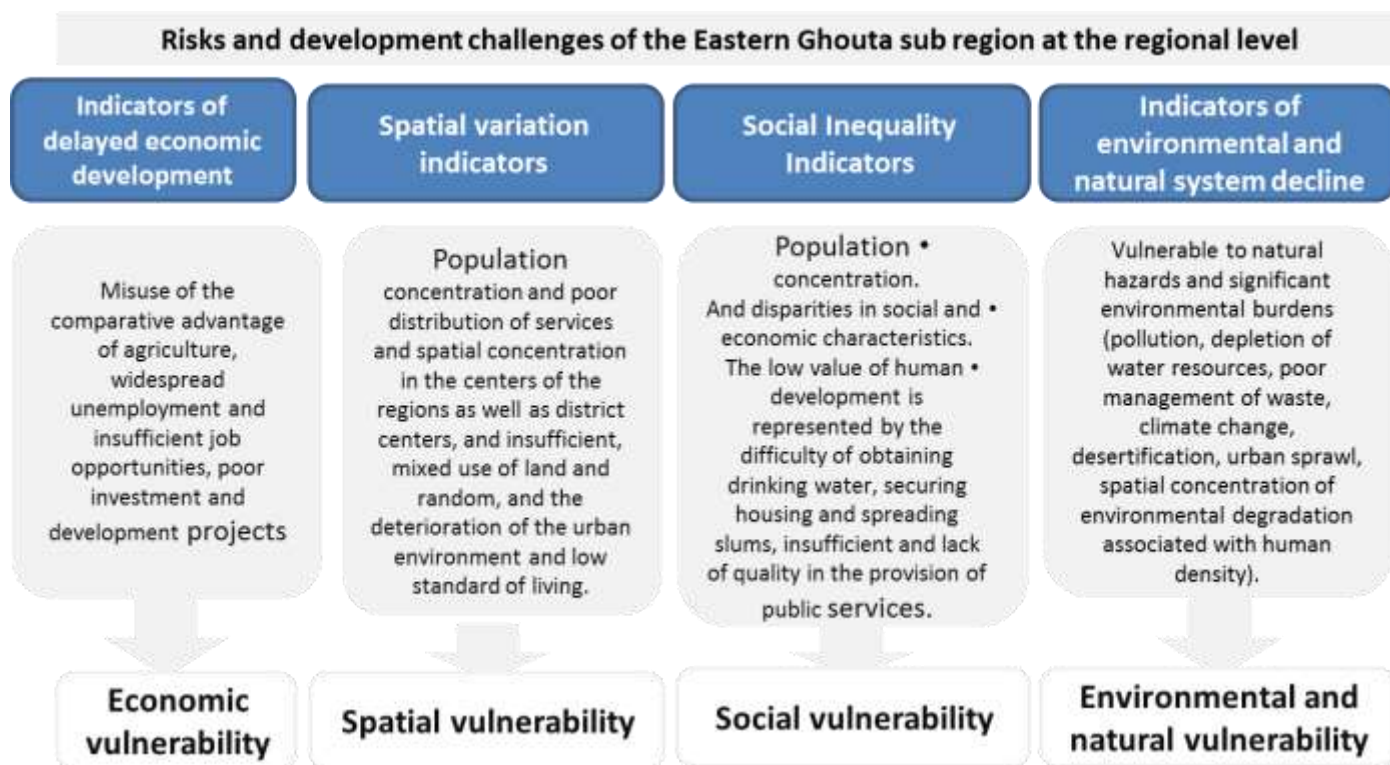 Risks and development challenges of the Eastern Ghouta sub region at the regional level
Indicators of
delayed economic
development
Spatial variation
indicators
Social Inequality
Indicators
Indicators of
environmental and
natural system decline
Misuse of the
comparative advantage
of agriculture,
widespread
unemployment and
insufficient job
opportunities, poor
investment and
development projects
Population
concentration and poor
distribution of services
and spatial concentration
in the centers of the
regions as well as district
centers, and insufficient,
mixed use of land and
random, and the
deterioration of the urban
environment and low
standard of living.
Population •
concentration.
And disparities in social and •
economic characteristics.
The low value of human •
development is
represented by the
difficulty of obtaining
drinking water, securing
housing and spreading
slums, insufficient and lack
of quality in the provision of
public services.
Vulnerable to natural
hazards and significant
environmental burdens
(pollution, depletion of
water resources, poor
management of waste,
climate change,
desertification, urban sprawl,
spatial concentration of
environmental degradation
associated with human
density).
Economic
vulnerability
Spatial vulnerability
Social vulnerability
Environmental and
natural vulnerability